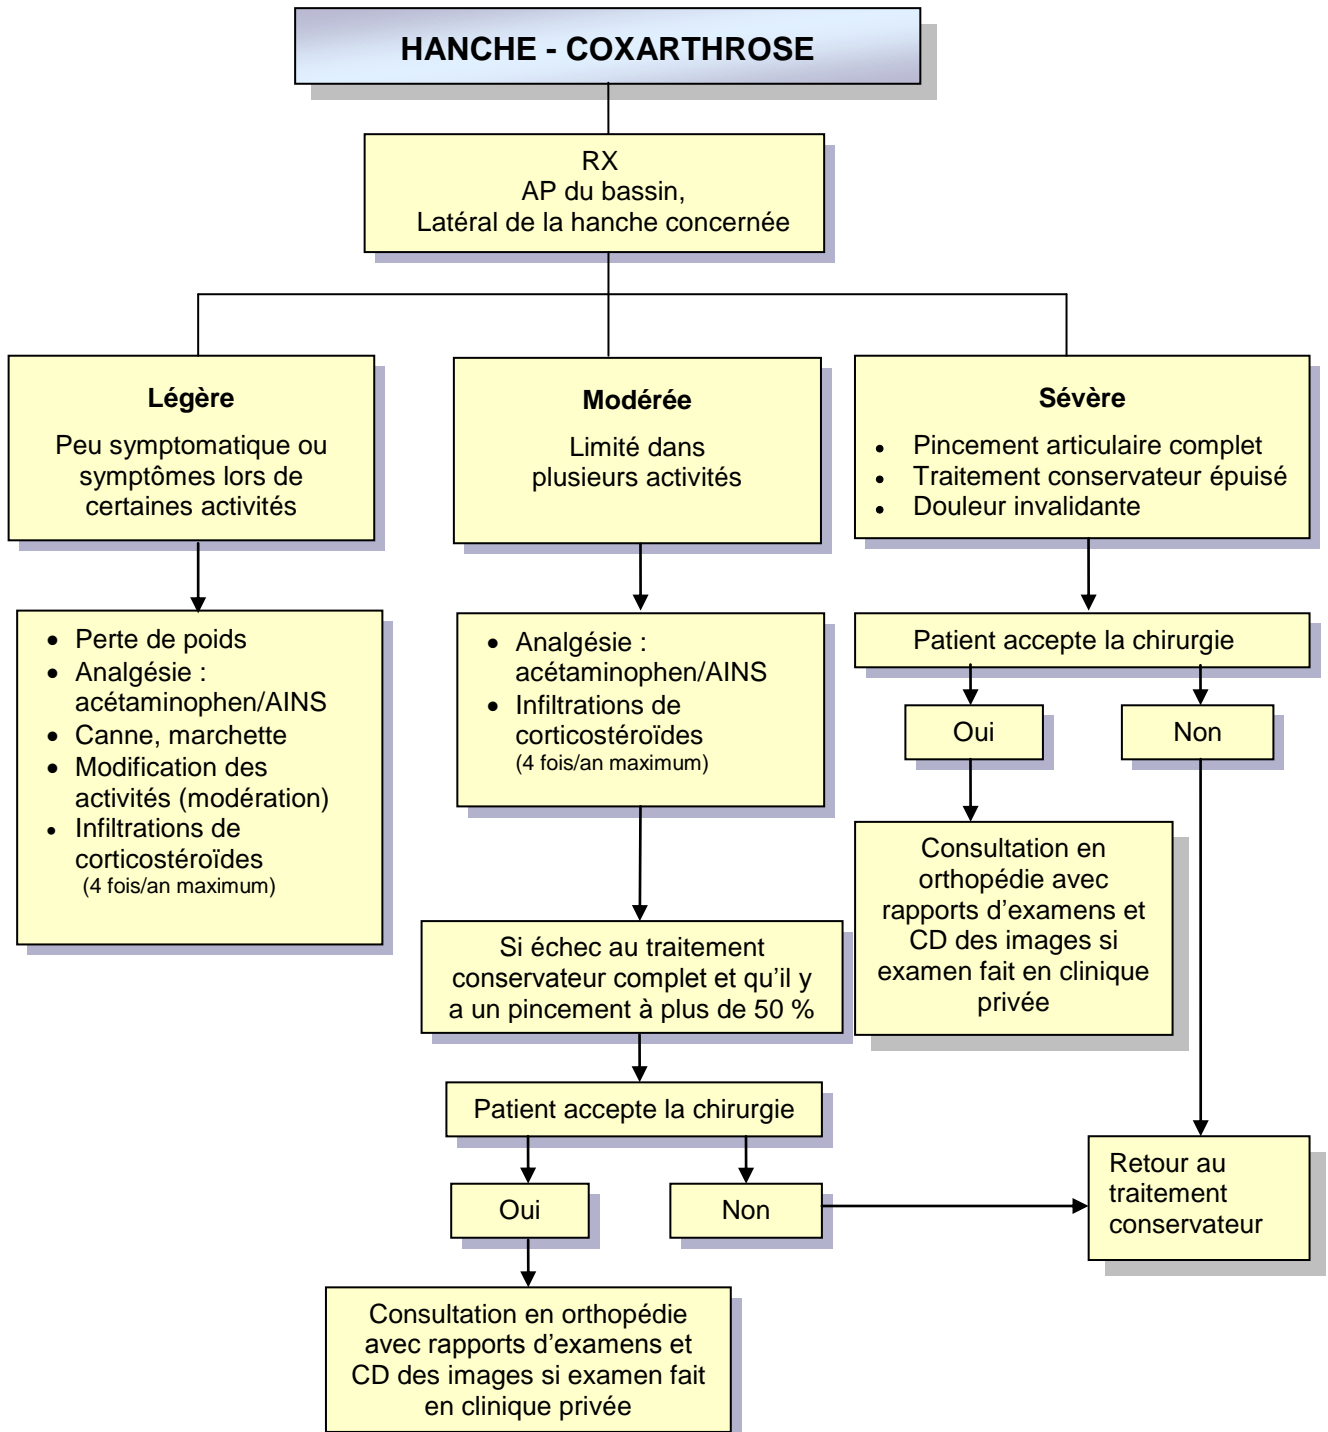 HANCHE - COXARTHROSE
RX
AP du bassin,
Latéral de la hanche concernée
Légère
Peu symptomatique ou
symptômes lors de
certaines activités
Modérée
Limité dans
plusieurs activités
Sévère
• Pincement articulaire complet
• Traitement conservateur épuisé
• Douleur invalidante
• Perte de poids
• Analgésie :
acétaminophen/AINS
• Canne, marchette
• Modification des
activités (modération)
• Infiltrations de
corticostéroïdes
(4 fois/an maximum)
• Analgésie :
acétaminophen/AINS
• Infiltrations de
corticostéroïdes
(4 fois/an maximum)
Patient accepte la chirurgie
Oui
Non
Consultation en
orthopédie avec
rapports d’examens et
CD des images si
examen fait en clinique
privée
Si échec au traitement
conservateur complet et qu’il y
a un pincement à plus de 50 %
Patient accepte la chirurgie
Oui
Non
Retour au
traitement
conservateur
Consultation en orthopédie
avec rapports d’examens et
CD des images si examen fait
en clinique privée